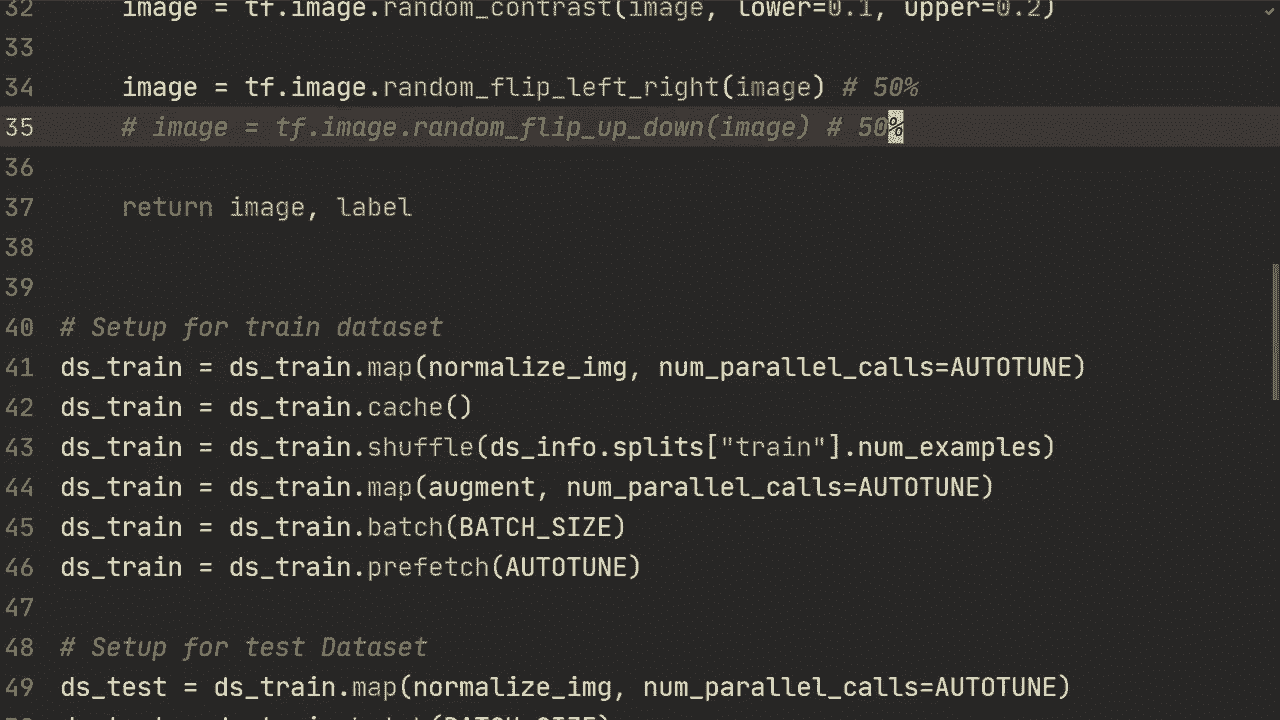 32 image = tf.image.random_contrast(image, lower=0.1, upper=0.2)
33
34 image = tf.image.random_flip_left_right(image) # 50%
35 # image = tf.image.random_flip_up_down(image) # 50%
36
37 return image, label
38
39
40 # Setup for train dataset
41 ds_train = ds_train.map(normalize_img, num_parallel_calls=AUTOTUNE)
42 ds_train = ds_train.cache()
43 ds_train = ds_train.shuffle(ds_info.splits["train"].num_examples)
44 ds_train = ds_train.map(augment, num_parallel_calls=AUTOTUNE)
45 ds_train = ds_train.batch(BATCH_SIZE)
46 ds_train = ds_train.prefetch(AUTOTUNE)
47
48 # Setup for test Dataset
49 ds_test = ds_train.map(normalize_img, num_parallel_calls=AUTOTUNE)